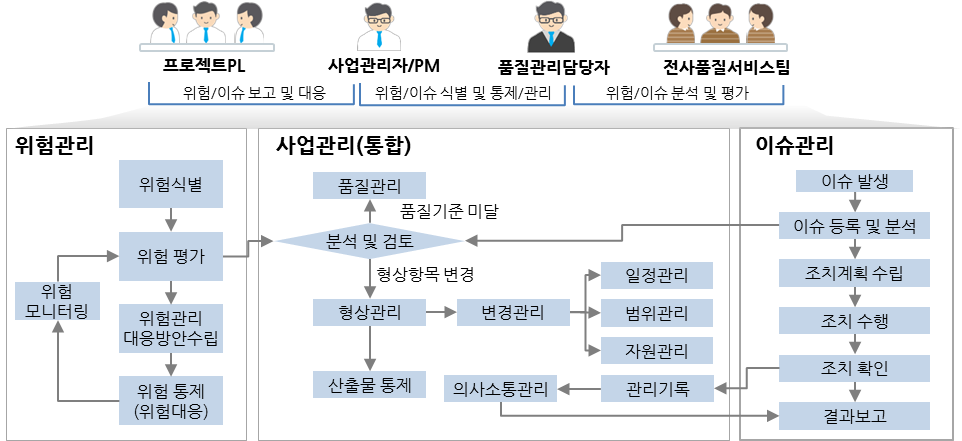 프로젝트PL
사업관리자/PM
품질관리담당자
전사품질서비스팀
위험/이슈 보고 및 대응
위험/이슈 식별 및 통제/관리
위험/이슈 분석 및 평가
위험관리
위험식별
위험 평가
위험
모니터링
위험관리
대응방안수립
위험 통제
(위험대응)
사업관리(통합)
품질관리
품질기준 미달
분석 및 검토
형상항목 변경
형상관리
변경관리
일정관리
범위관리
자원관리
산출물 통제
의사소통관리
관리기록
이슈관리
이슈 발생
이슈 등록 및 분석
조치계획 수립
조치 수행
조치 확인
결과보고